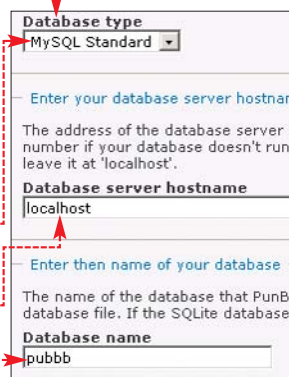 Database type
MySQL Standard
Enter your database server hostnam
The address of the database server
number if your database doesn't run
leave it at 'localhost'.
Database server hostname
localhost
Enter then name of your database
The name of the database that PunB
database file. If the SQLite database
Database name
pubbb